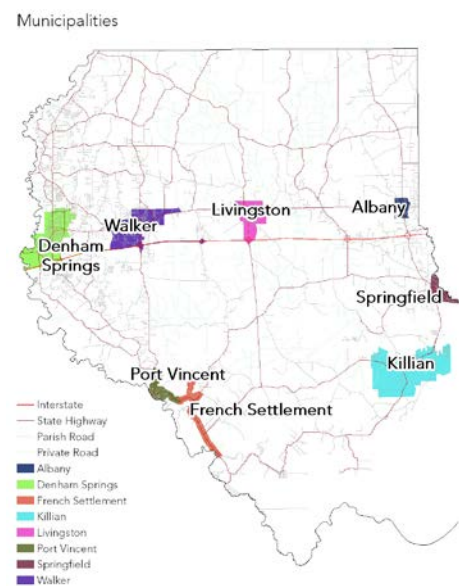 Municipalities
Livingston
Albany
Walker
Denham
Springs
Springfield
Killian
Port Vincent
French Settlement
Interstate
State Highway
Parish Road
Private Road
Albany
Denham Springs
French Settlement
Killian
Livingston
Port Vincent
Springfield
Walker